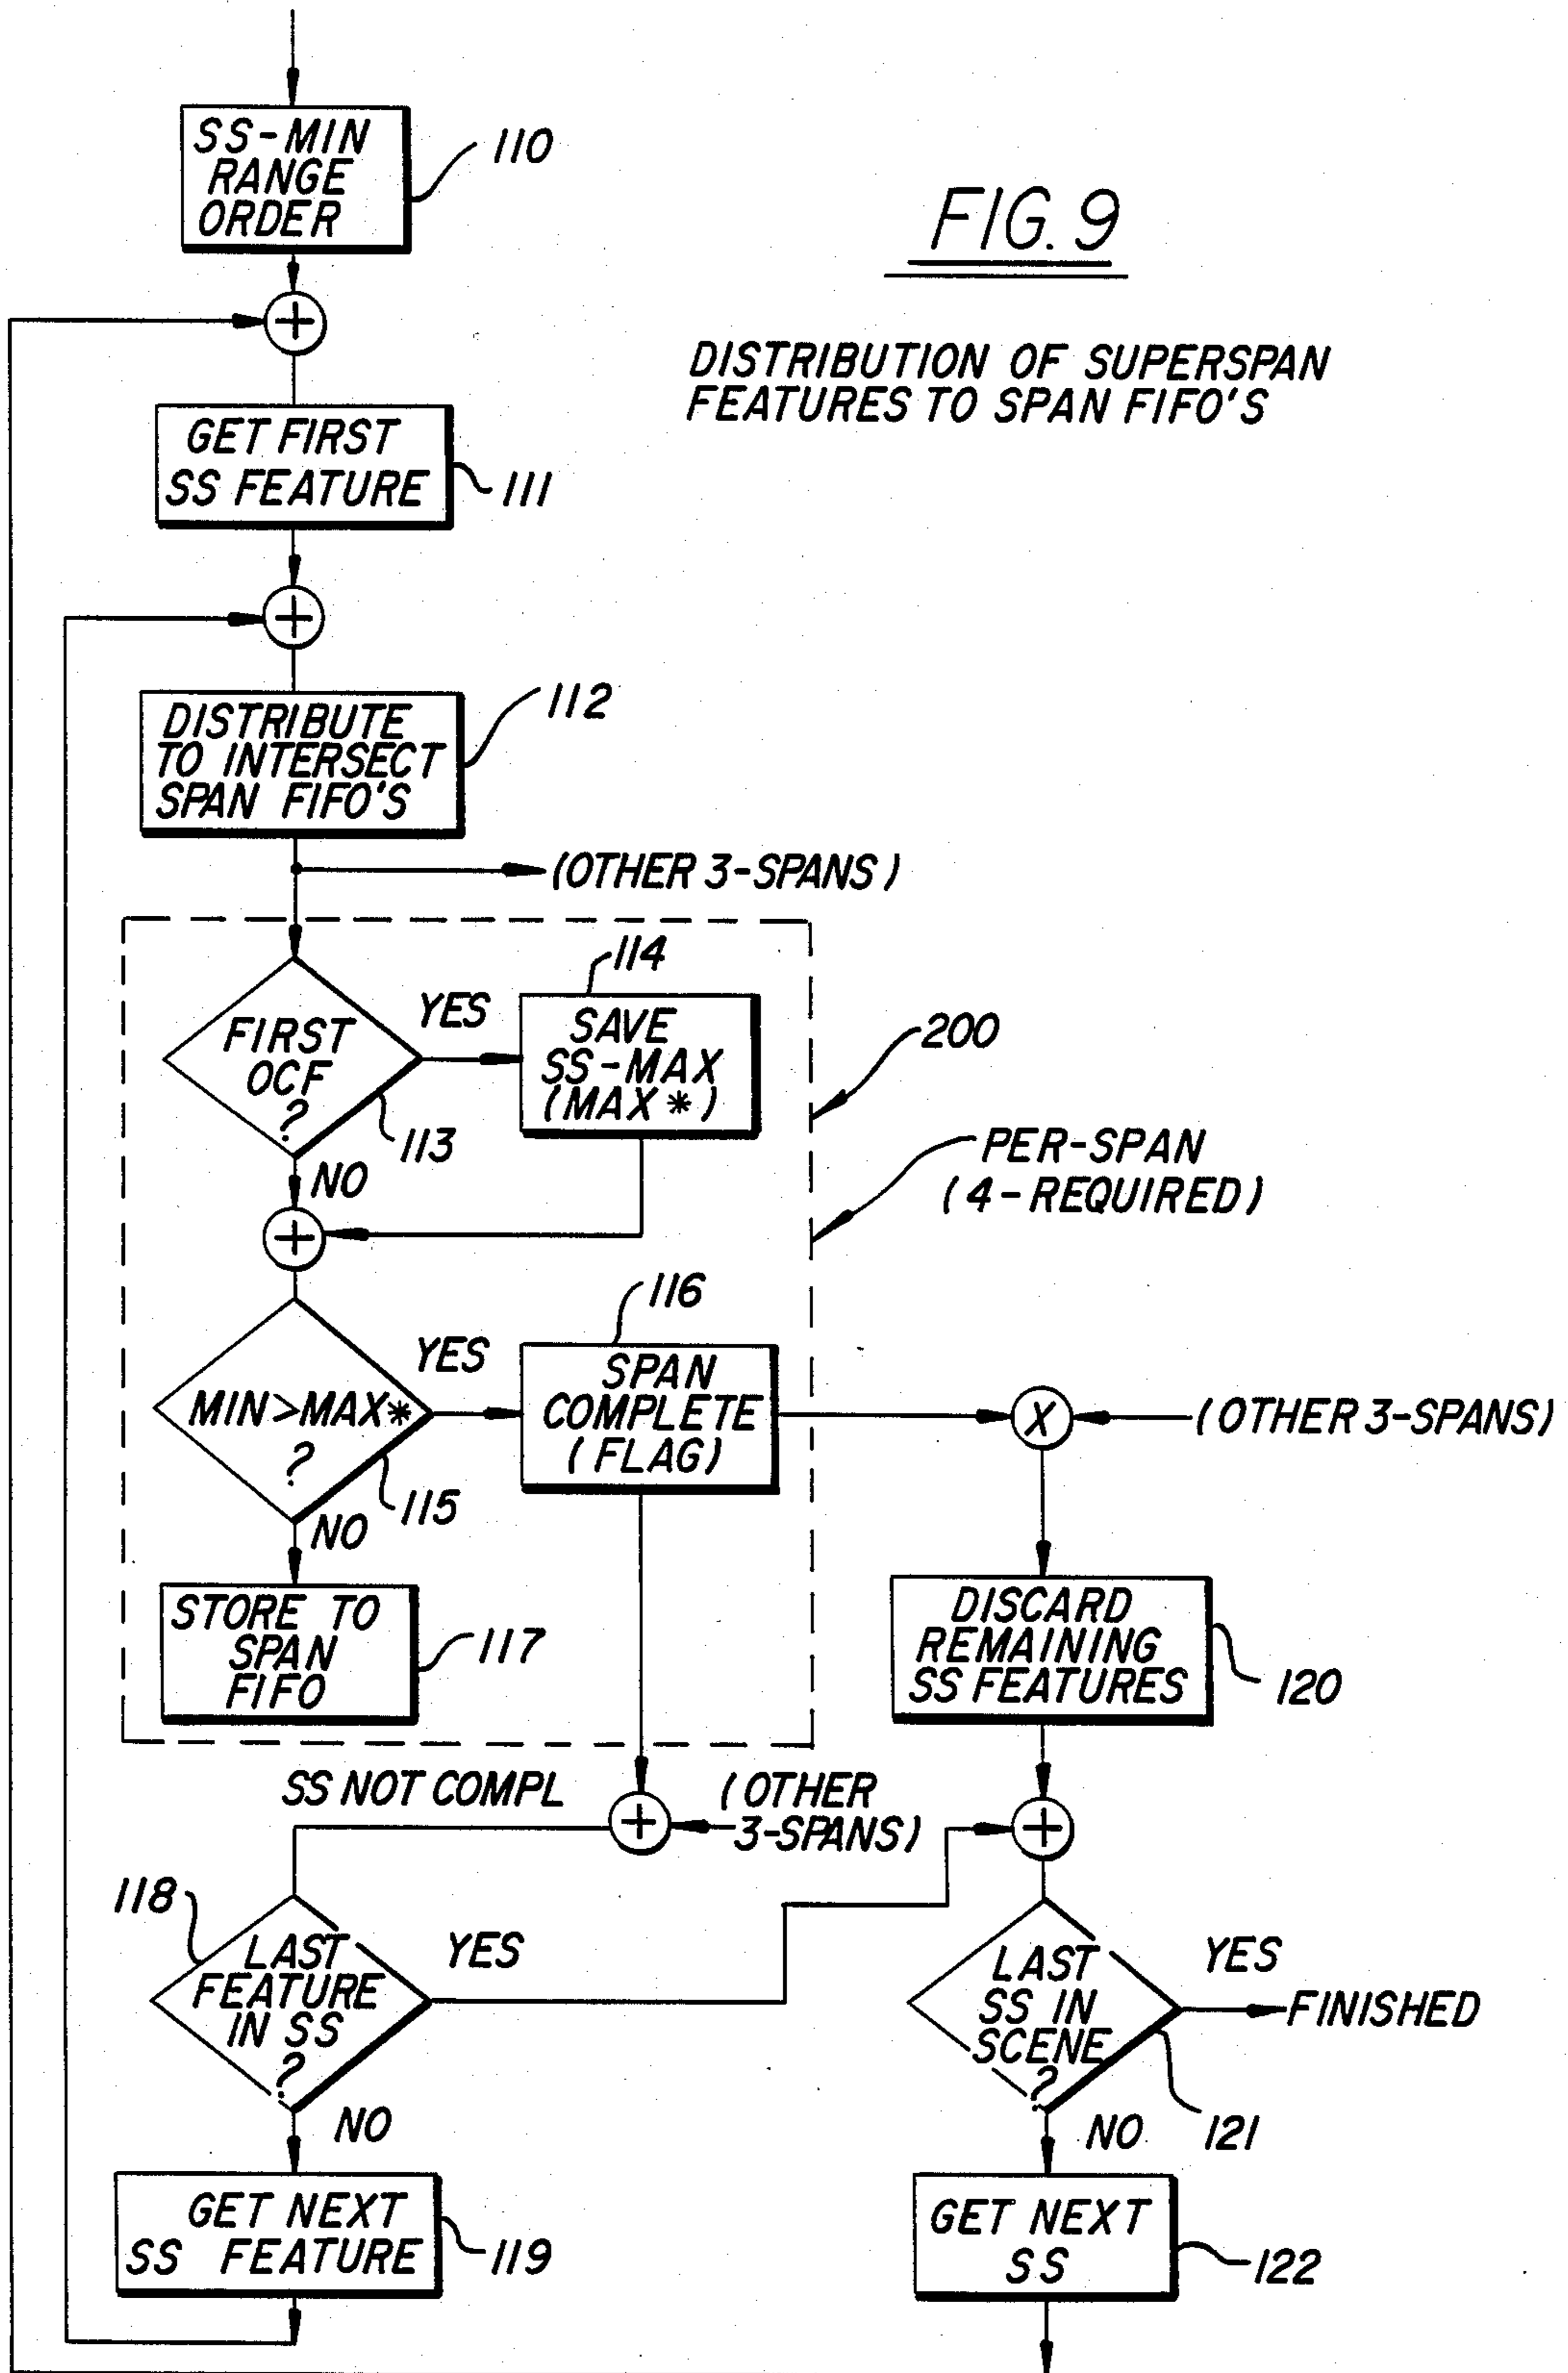 SS-MIN
RANGE
ORDER
110
FIG. 9
+
DISTRIBUTION OF SUPERSPAN
FEATURES TO SPAN FIFO'S
GET FIRST
SS FEATURE
111
+
DISTRIBUTE
TO INTERSECT
SPAN FIFO'S
112
(OTHER 3-SPANS)
FIRST
OCF
?
113
YES
NO
114
SAVE
SS-MAX
(MAX*)
200
PER-SPAN
(4-REQUIRED)
+
MIN>MAX*
?
115
YES
NO
116
SPAN
COMPLETE
(FLAG)
X
(OTHER 3-SPANS)
STORE TO
SPAN
FIFO
117
DISCARD
REMAINING
SS FEATURES
120
SS NOT COMPL
+
(OTHER
3-SPANS)
+
118
LAST
FEATURE
IN SS
?
YES
NO
LAST
SS IN
SCENE
?
121
YES
FINISHED
NO
GET NEXT
SS FEATURE
119
GET NEXT
SS
122